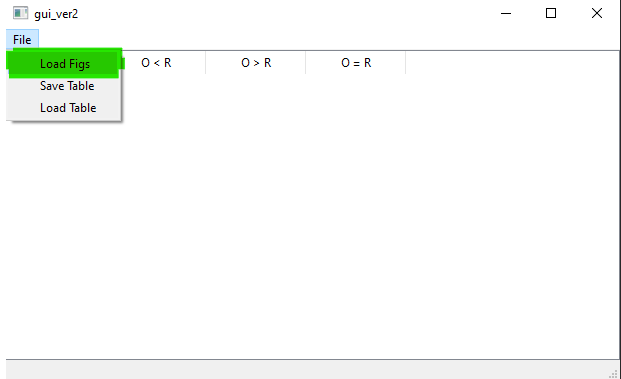 gui_ver2
File
Load Figs
O < R
O > R
O = R
Save Table
Load Table